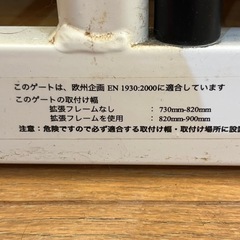 このゲートは、欧州企画 EN 1930:2000に適合しています
このゲートの取付け幅
拡張フレームなし : 730mm-820mm
拡張フレームを使用 : 820mm-900mm
注意:危険ですので必ず適合する取付け幅・取付け場所に設